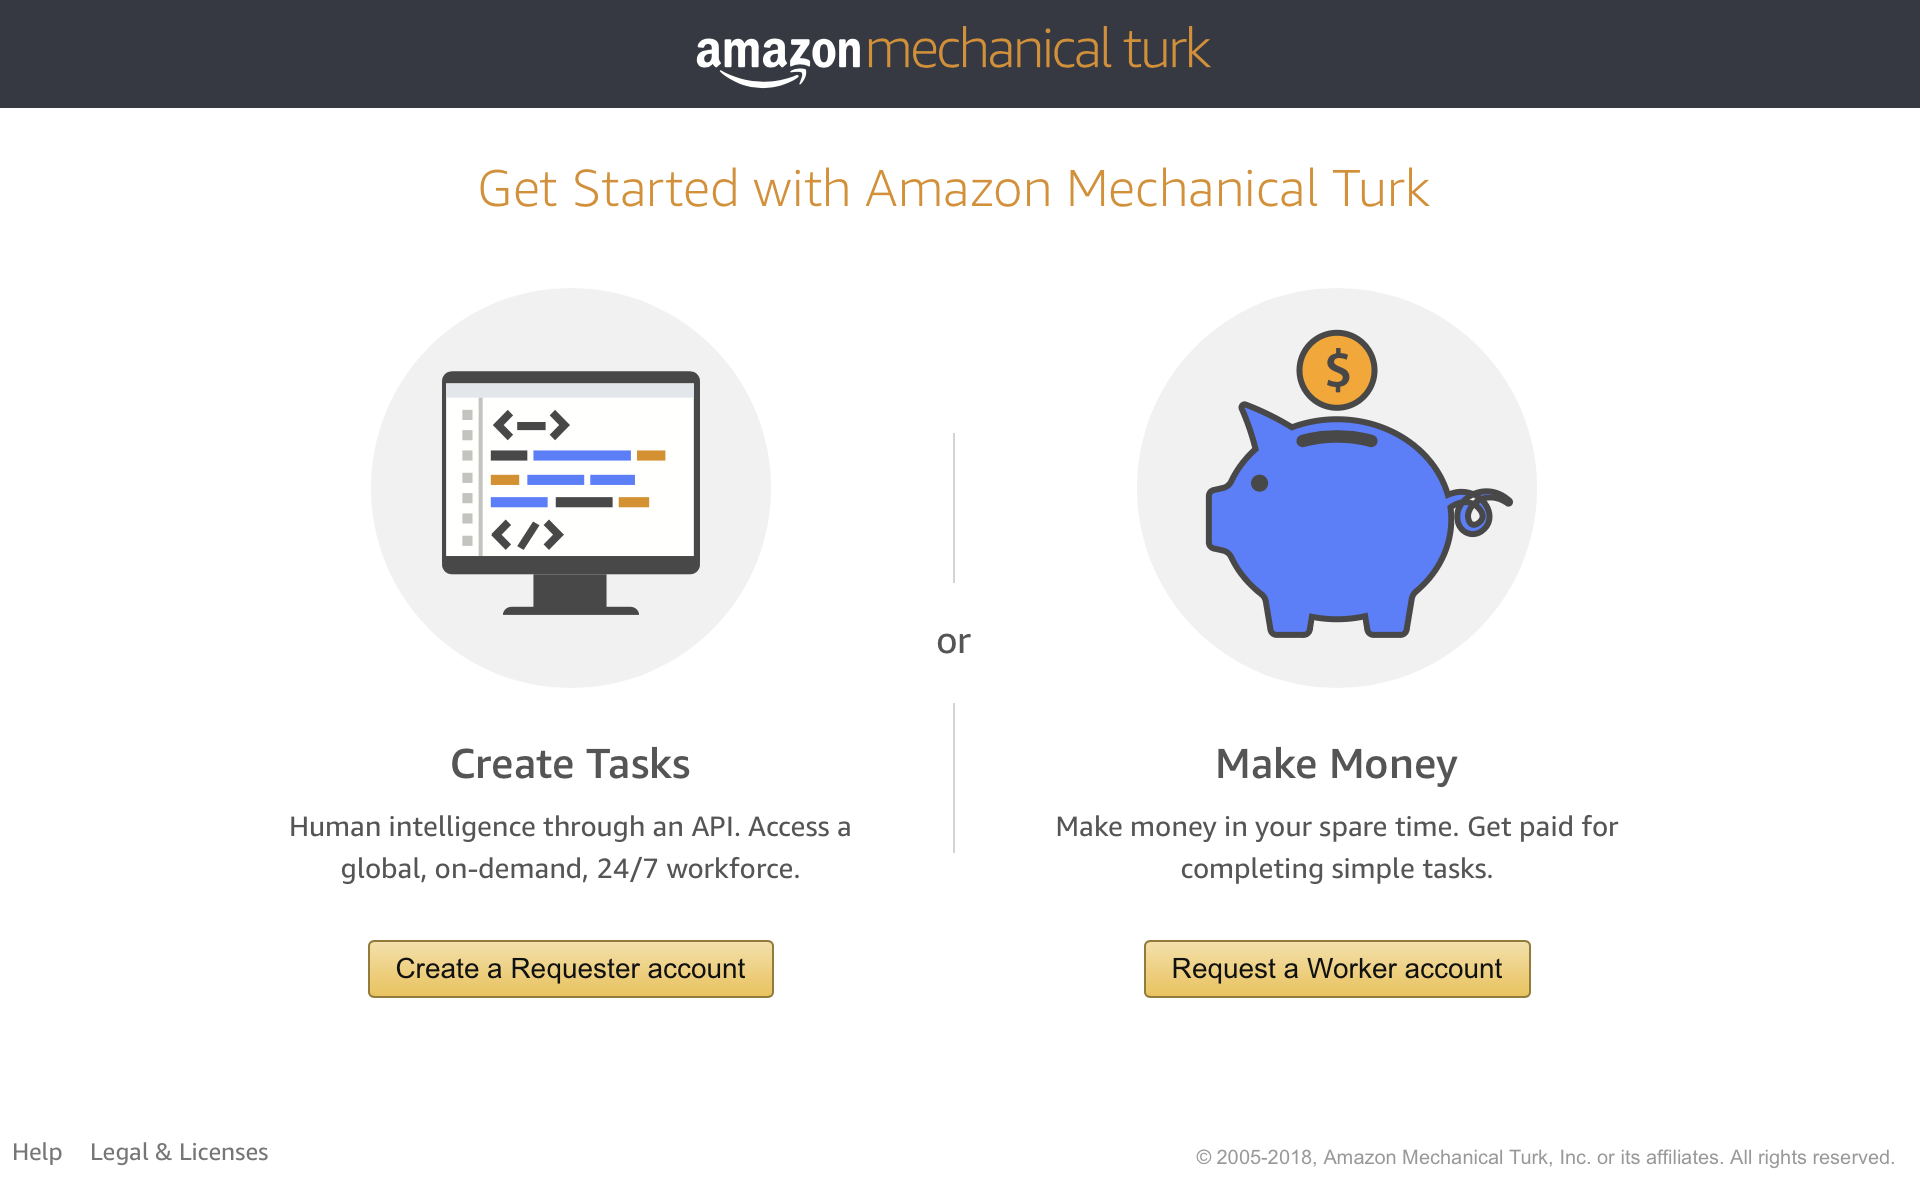 amazon mechanical turk
Get Started with Amazon Mechanical Turk
$
Create Tasks
Human intelligence through an API. Access a
global, on-demand, 24/7 workforce.
Create a Requester account
or
Make Money
Make money in your spare time. Get paid for
completing simple tasks.
Request a Worker account
Help
Legal & Licenses
© 2005-2018, Amazon Mechanical Turk, Inc. or its affiliates. All rights reserved.